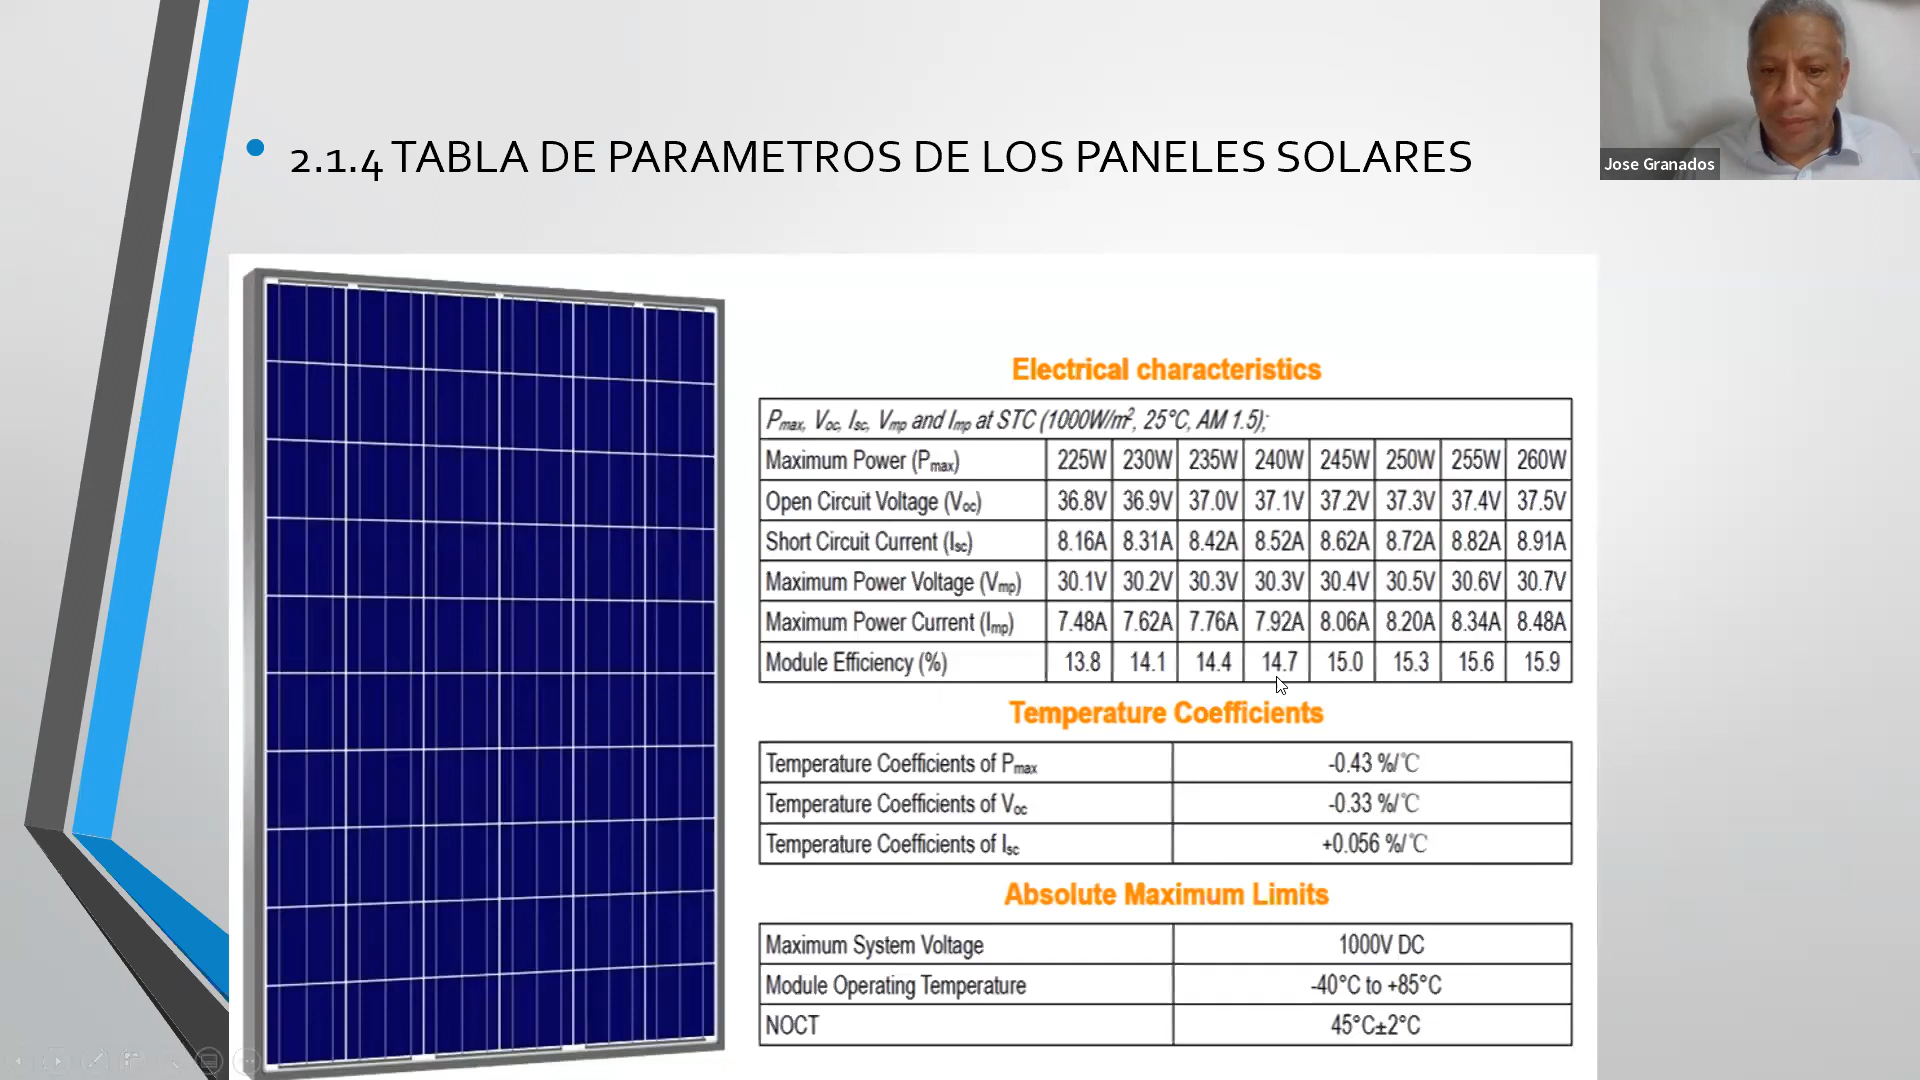 • 2.1.4 TABLA DE PARAMETROS DE LOS PANELES SOLARES
Jose Granados
Electrical characteristics
Pmax, Voc, Isc, Vmp and Imp at STC (1000W/m², 25°C, AM 1.5);
Maximum Power (Pmax) 225W 230W 235W 240W 245W 250W 255W 260W
Open Circuit Voltage (Voc) 36.8V 36.9V 37.0V 37.1V 37.2V 37.3V 37.4V 37.5V
Short Circuit Current (Isc) 8.16A 8.31A 8.42A 8.52A 8.62A 8.72A 8.82A 8.91A
Maximum Power Voltage (Vmp) 30.1V 30.2V 30.3V 30.3V 30.4V 30.5V 30.6V 30.7V
Maximum Power Current (Imp) 7.48A 7.62A 7.76A 7.92A 8.06A 8.20A 8.34A 8.48A
Module Efficiency (%) 13.8 14.1 14.4 14.7 15.0 15.3 15.6 15.9
Temperature Coefficients
Temperature Coefficients of Pmax -0.43 %/℃
Temperature Coefficients of Voc -0.33 %/℃
Temperature Coefficients of Isc +0.056 %/℃
Absolute Maximum Limits
Maximum System Voltage 1000V DC
Module Operating Temperature -40°C to +85°C
NOCT 45°C±2°C